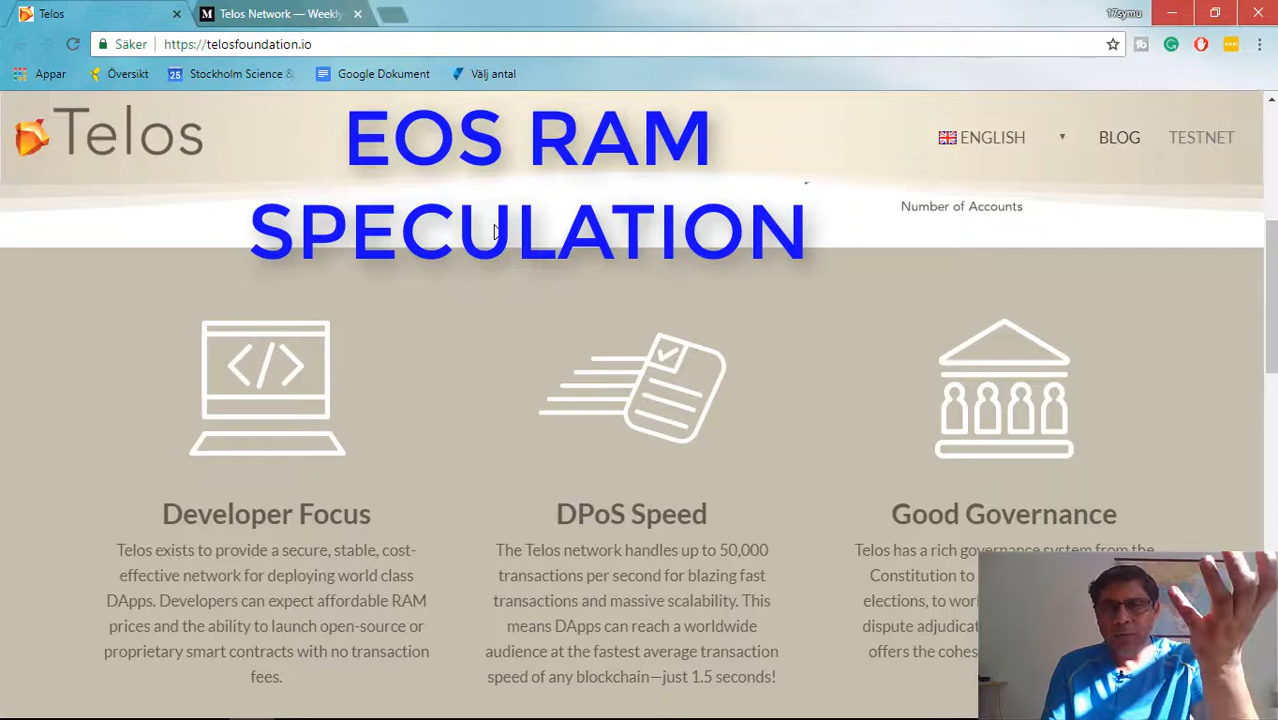 Telos
M Telos Network — Weekly
17symu
Säker https://telosfoundation.io
Appar Översikt 25 Stockholm Science & Google Dokument Välj antal
Telos
ENGLISH BLOG TESTNET
EOS RAM
SPECULATION
Number of Accounts
Developer Focus
Telos exists to provide a secure, stable, cost-
effective network for deploying world class
DApps. Developers can expect affordable RAM
prices and the ability to launch open-source or
proprietary smart contracts with no transaction
fees.
DPoS Speed
The Telos network handles up to 50,000
transactions per second for blazing fast
transactions and massive scalability. This
means DApps can reach a worldwide
audience at the fastest average transaction
speed of any blockchain—just 1.5 seconds!
Good Governance
Telos has a rich governance system from the
Constitution to
elections, to
dispute
offers the